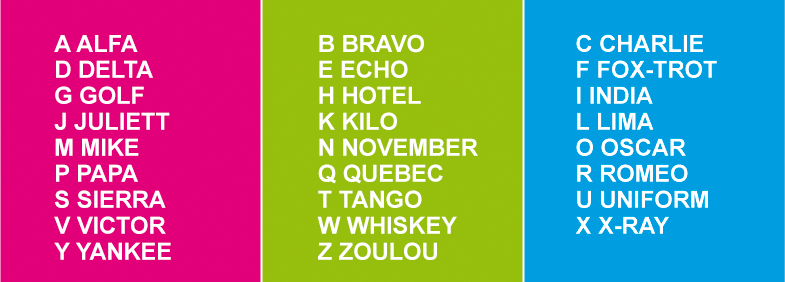 A ALFA
D DELTA
G GOLF
J JULIETT
M MIKE
P PAPA
S SIERRA
V VICTOR
Y YANKEE
B BRAVO
E ECHO
H HOTEL
K KILO
N NOVEMBER
Q QUEBEC
T TANGO
W WHISKEY
Z ZOULOU
C CHARLIE
F FOX-TROT
I INDIA
L LIMA
O OSCAR
R ROMEO
U UNIFORM
X X-RAY